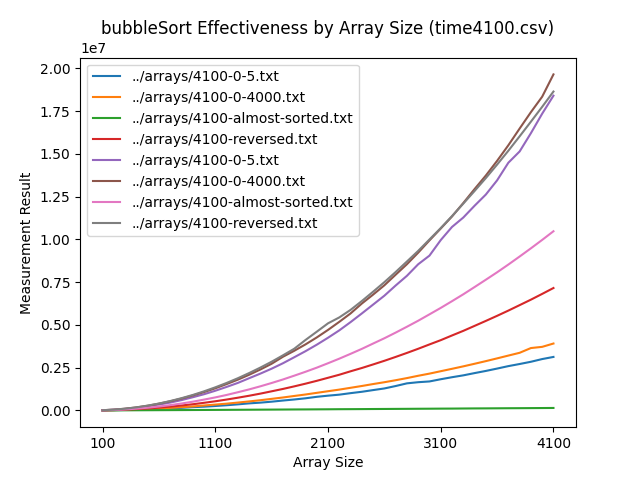 bubbleSort Effectiveness by Array Size (time4100.csv)
1e7
2.00
1.75
1.50
1.25
1.00
0.75
0.50
0.25
0.00
Measurement Result
../arrays/4100-0-5.txt
../arrays/4100-0-4000.txt
../arrays/4100-almost-sorted.txt
../arrays/4100-reversed.txt
../arrays/4100-0-5.txt
../arrays/4100-0-4000.txt
../arrays/4100-almost-sorted.txt
../arrays/4100-reversed.txt
100 1100 2100 3100 4100
Array Size